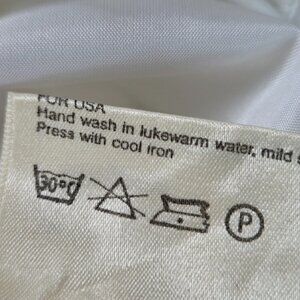 FOR USA
Hand wash in lukewarm water, mild
Press with cool iron
30°C P